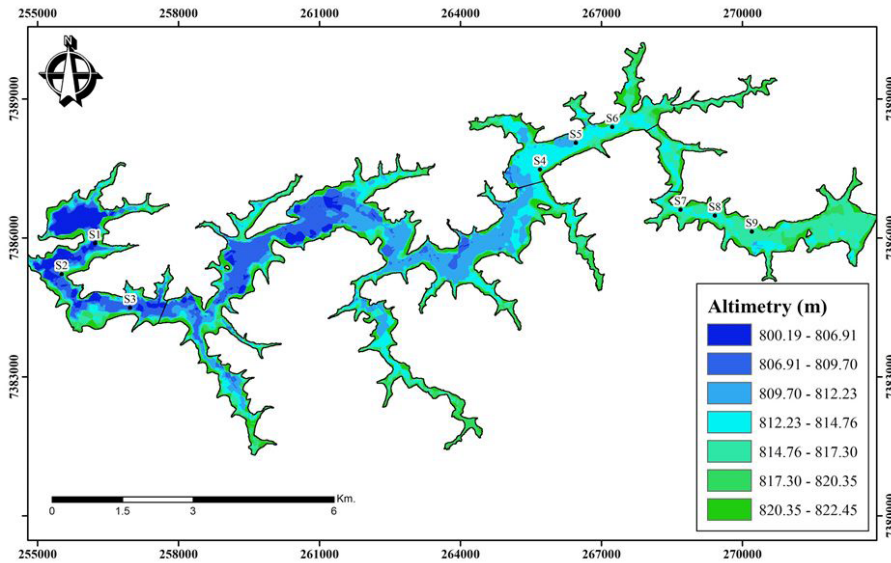 255000 258000 261000 264000 267000 270000
N
7389000 7389000
S6
S5
S4
S7
S8
S9
7386000 7386000
S1
S2
S3
Altimetry (m)
800.19 - 806.91
806.91 - 809.70
809.70 - 812.23
812.23 - 814.76
814.76 - 817.30
817.30 - 820.35
820.35 - 822.45
7383000 7383000
Km.
0 1.5 3 6
7380000 7380000
255000 258000 261000 264000 267000 270000